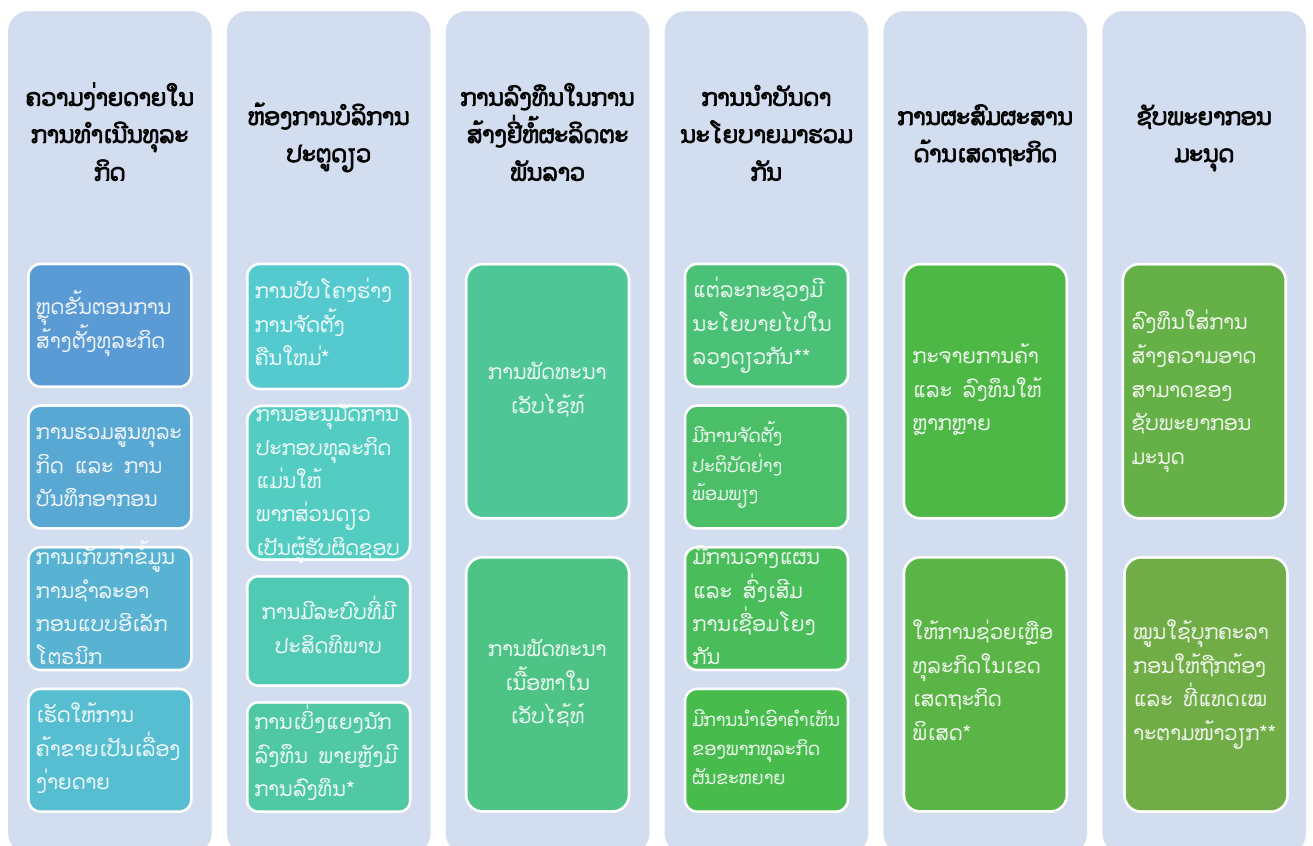 ຄວາມງ່າຍດາຍໃນ
ການທຳເນີນທຸລະ
ກິດ
ຫຼຸດຂັ້ນຕອນການ
ສ້າງຕັ້ງທຸລະກິດ
ການຮວມສູນທຸລະ
ກິດ ແລະ ການ
ບັນທຶກອາກອນ
ການເກັບກຳຂໍ້ມູນ
ການຊຳລະອາ
ກອນແບບອີເລັກ
ໂຕຣນິກ
ເຮັດໃຫ້ການ
ຄ້າຂາຍເປັນເລື່ອງ
ງ່າຍດາຍ
ຫ້ອງການບໍລິການ
ປະຕູດຽວ
ການປັບໂຄງຮ່າງ
ການຈັດຕັ້ງ
ຄືນໃຫມ່*
ການອະນຸມັດການ
ປະກອບທຸລະກິດ
ແມ່ນໃຫ້
ພາກສ່ວນດຽວ
ເປັນຜູ້ຮັບຜິດຊອບ
ການມີລະບົບທີ່ມີ
ປະສິດທິພາບ
ການເບິ່ງແຍງນັກ
ລົງທຶນ ພາຍຫຼັງມີ
ການລົງທຶນ*
ການລົງທຶນໃນການ
ສ້າງຍີ່ຫໍ້ຜະລິດຕະ
ພັນລາວ
ການພັດທະນາ
ເວັບໄຊ້ທ໌
ການພັດທະນາ
ເນື້ອຫາໃນ
ເວັບໄຊ້ທ໌
ການນຳບັນດາ
ນະໂຍບາຍມາຮວມ
ກັນ
ແຕ່ລະກະຊວງມີ
ນະໂຍບາຍໄປໃນ
ລວງດຽວກັນ**
ມີການຈັດຕັ້ງ
ປະຕິບັດຢ່າງ
ພ້ອມພຽງ
ມີການວາງແຜນ
ແລະ ສົ່ງເສີມ
ການເຊື່ອມໂຍງ
ກັນ
ມີການນຳເອົາຄຳເຫັນ
ຂອງພາກທຸລະກິດ
ຜັນຂະຫຍາຍ
ການຜະສົມຜະສານ
ດ້ານເສດຖະກິດ
ກະຈາຍການຄ້າ
ແລະ ລົງທຶນໃຫ້
ຫຼາກຫຼາຍ
ໃຫ້ການຊ່ວຍເຫຼືອ
ທຸລະກິດໃນເຂດ
ເສດຖະກິດ
ພິເສດ*
ຊັບພະຍາກອນ
ມະນຸດ
ລົງທຶນໃສ່ການ
ສ້າງຄວາມອາດ
ສາມາດຂອງ
ຊັບພະຍາກອນ
ມະນຸດ
ໝູນໃຊ້ບຸກຄະລາ
ກອນໃຫ້ຖືກຕ້ອງ
ແລະ ທີ່ແທດເໝ
າະຕາມໜ້າວຽກ**